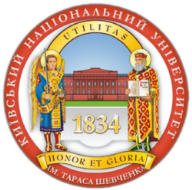 КИЇВСЬКИЙ НАЦІОНАЛЬНИЙ УНІВЕРСИТЕТ
UTILITAS
1834
HONOR ET GLORIA
ІМ. ТАРАСА ШЕВЧЕНКА